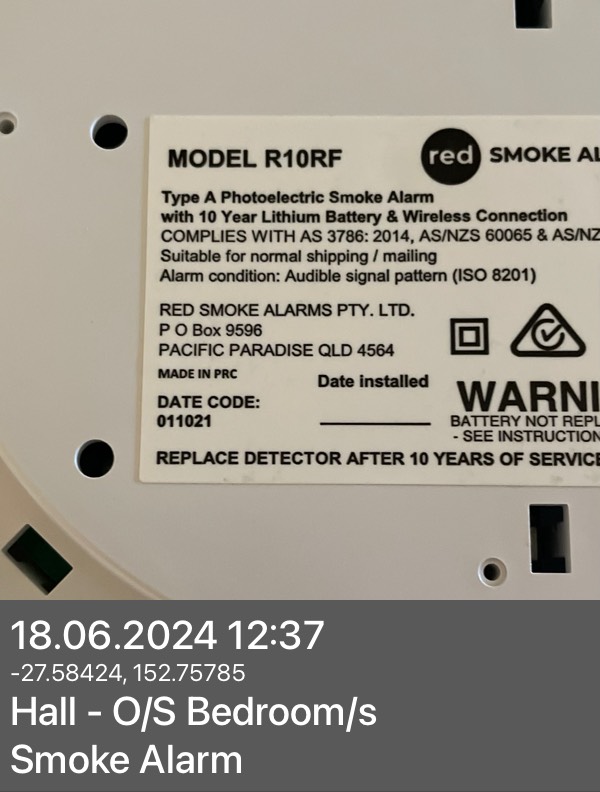 MODEL R10RF
red SMOKE AL
Type A Photoelectric Smoke Alarm
with 10 Year Lithium Battery & Wireless Connection
COMPLIES WITH AS 3786: 2014, AS/NZS 60065 & AS/NZ
Suitable for normal shipping / mailing
Alarm condition: Audible signal pattern (ISO 8201)
RED SMOKE ALARMS PTY. LTD.
P O Box 9596
PACIFIC PARADISE QLD 4564
MADE IN PRC
DATE CODE:
011021
Date installed
WARNI
BATTERY NOT REPL
- SEE INSTRUCTION
REPLACE DETECTOR AFTER 10 YEARS OF SERVICE
18.06.2024 12:37
-27.58424, 152.75785
Hall - O/S Bedroom/s
Smoke Alarm